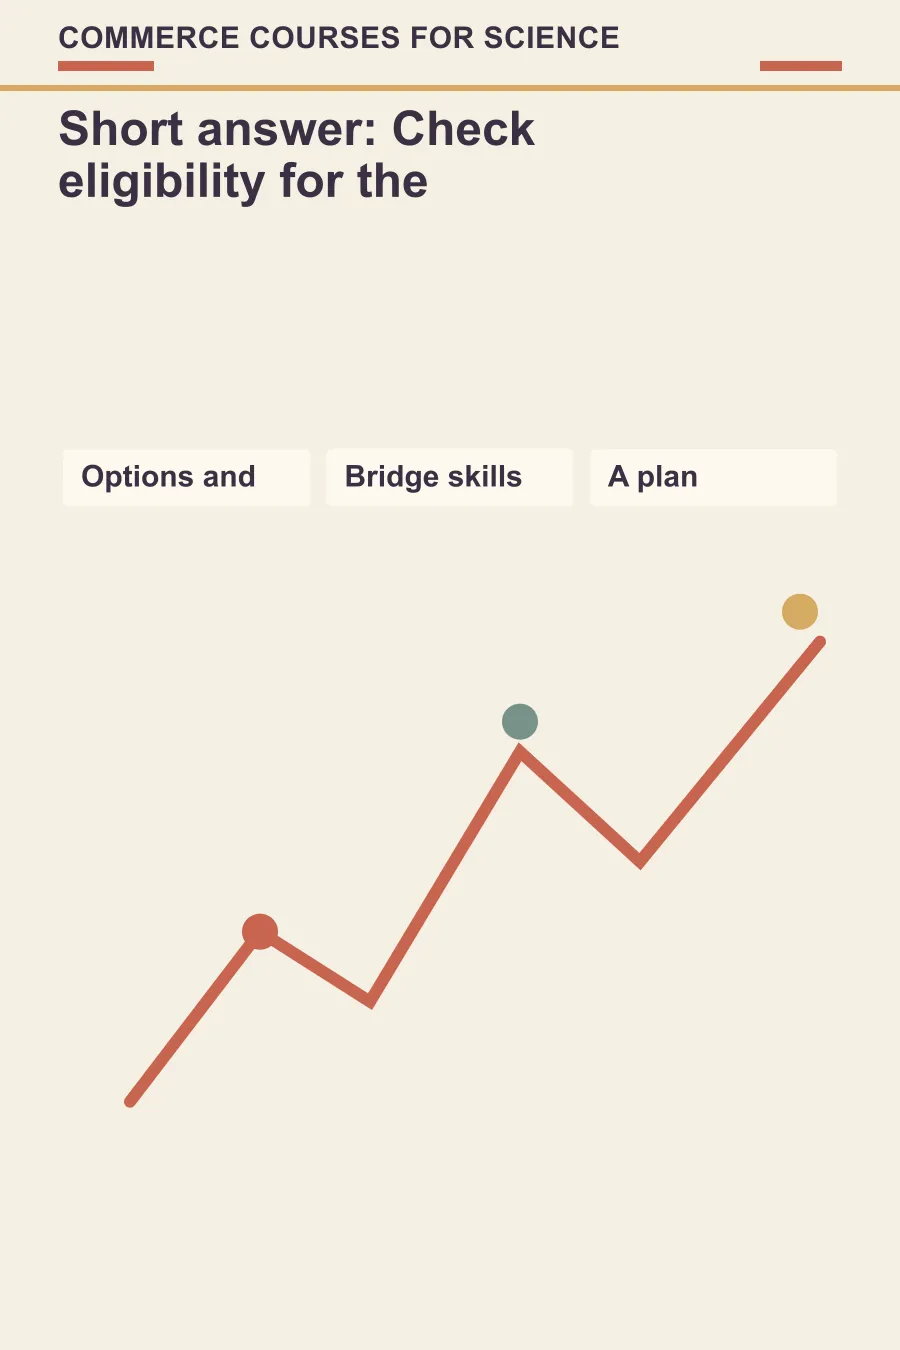 COMMERCE COURSES FOR SCIENCE
Short answer: Check
eligibility for the
Options and
Bridge skills
A plan